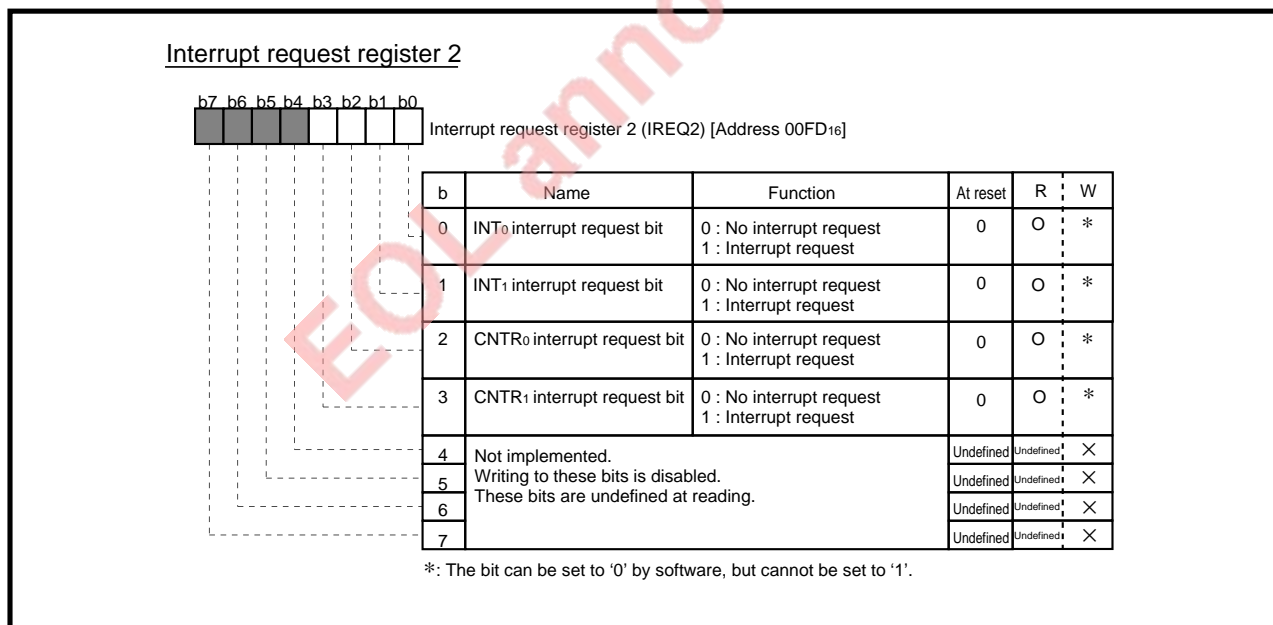 Interrupt request register 2
b7 b6 b5 b4 b3 b2 b1 b0
Interrupt request register 2 (IREQ2) [Address 00FD16]
b Name Function At reset R W
0 INT0 interrupt request bit 0 : No interrupt request 0 O *
1 : Interrupt request
1 INT1 interrupt request bit 0 : No interrupt request 0 O *
1 : Interrupt request
2 CNTR0 interrupt request bit 0 : No interrupt request 0 O *
1 : Interrupt request
3 CNTR1 interrupt request bit 0 : No interrupt request 0 O *
1 : Interrupt request
4 Not implemented. Undefined Undefined ×
5 Writing to these bits is disabled. Undefined Undefined ×
These bits are undefined at reading.
6 Undefined Undefined ×
7 Undefined Undefined ×
*: The bit can be set to ‘0’ by software, but cannot be set to ‘1’.
EOL anno